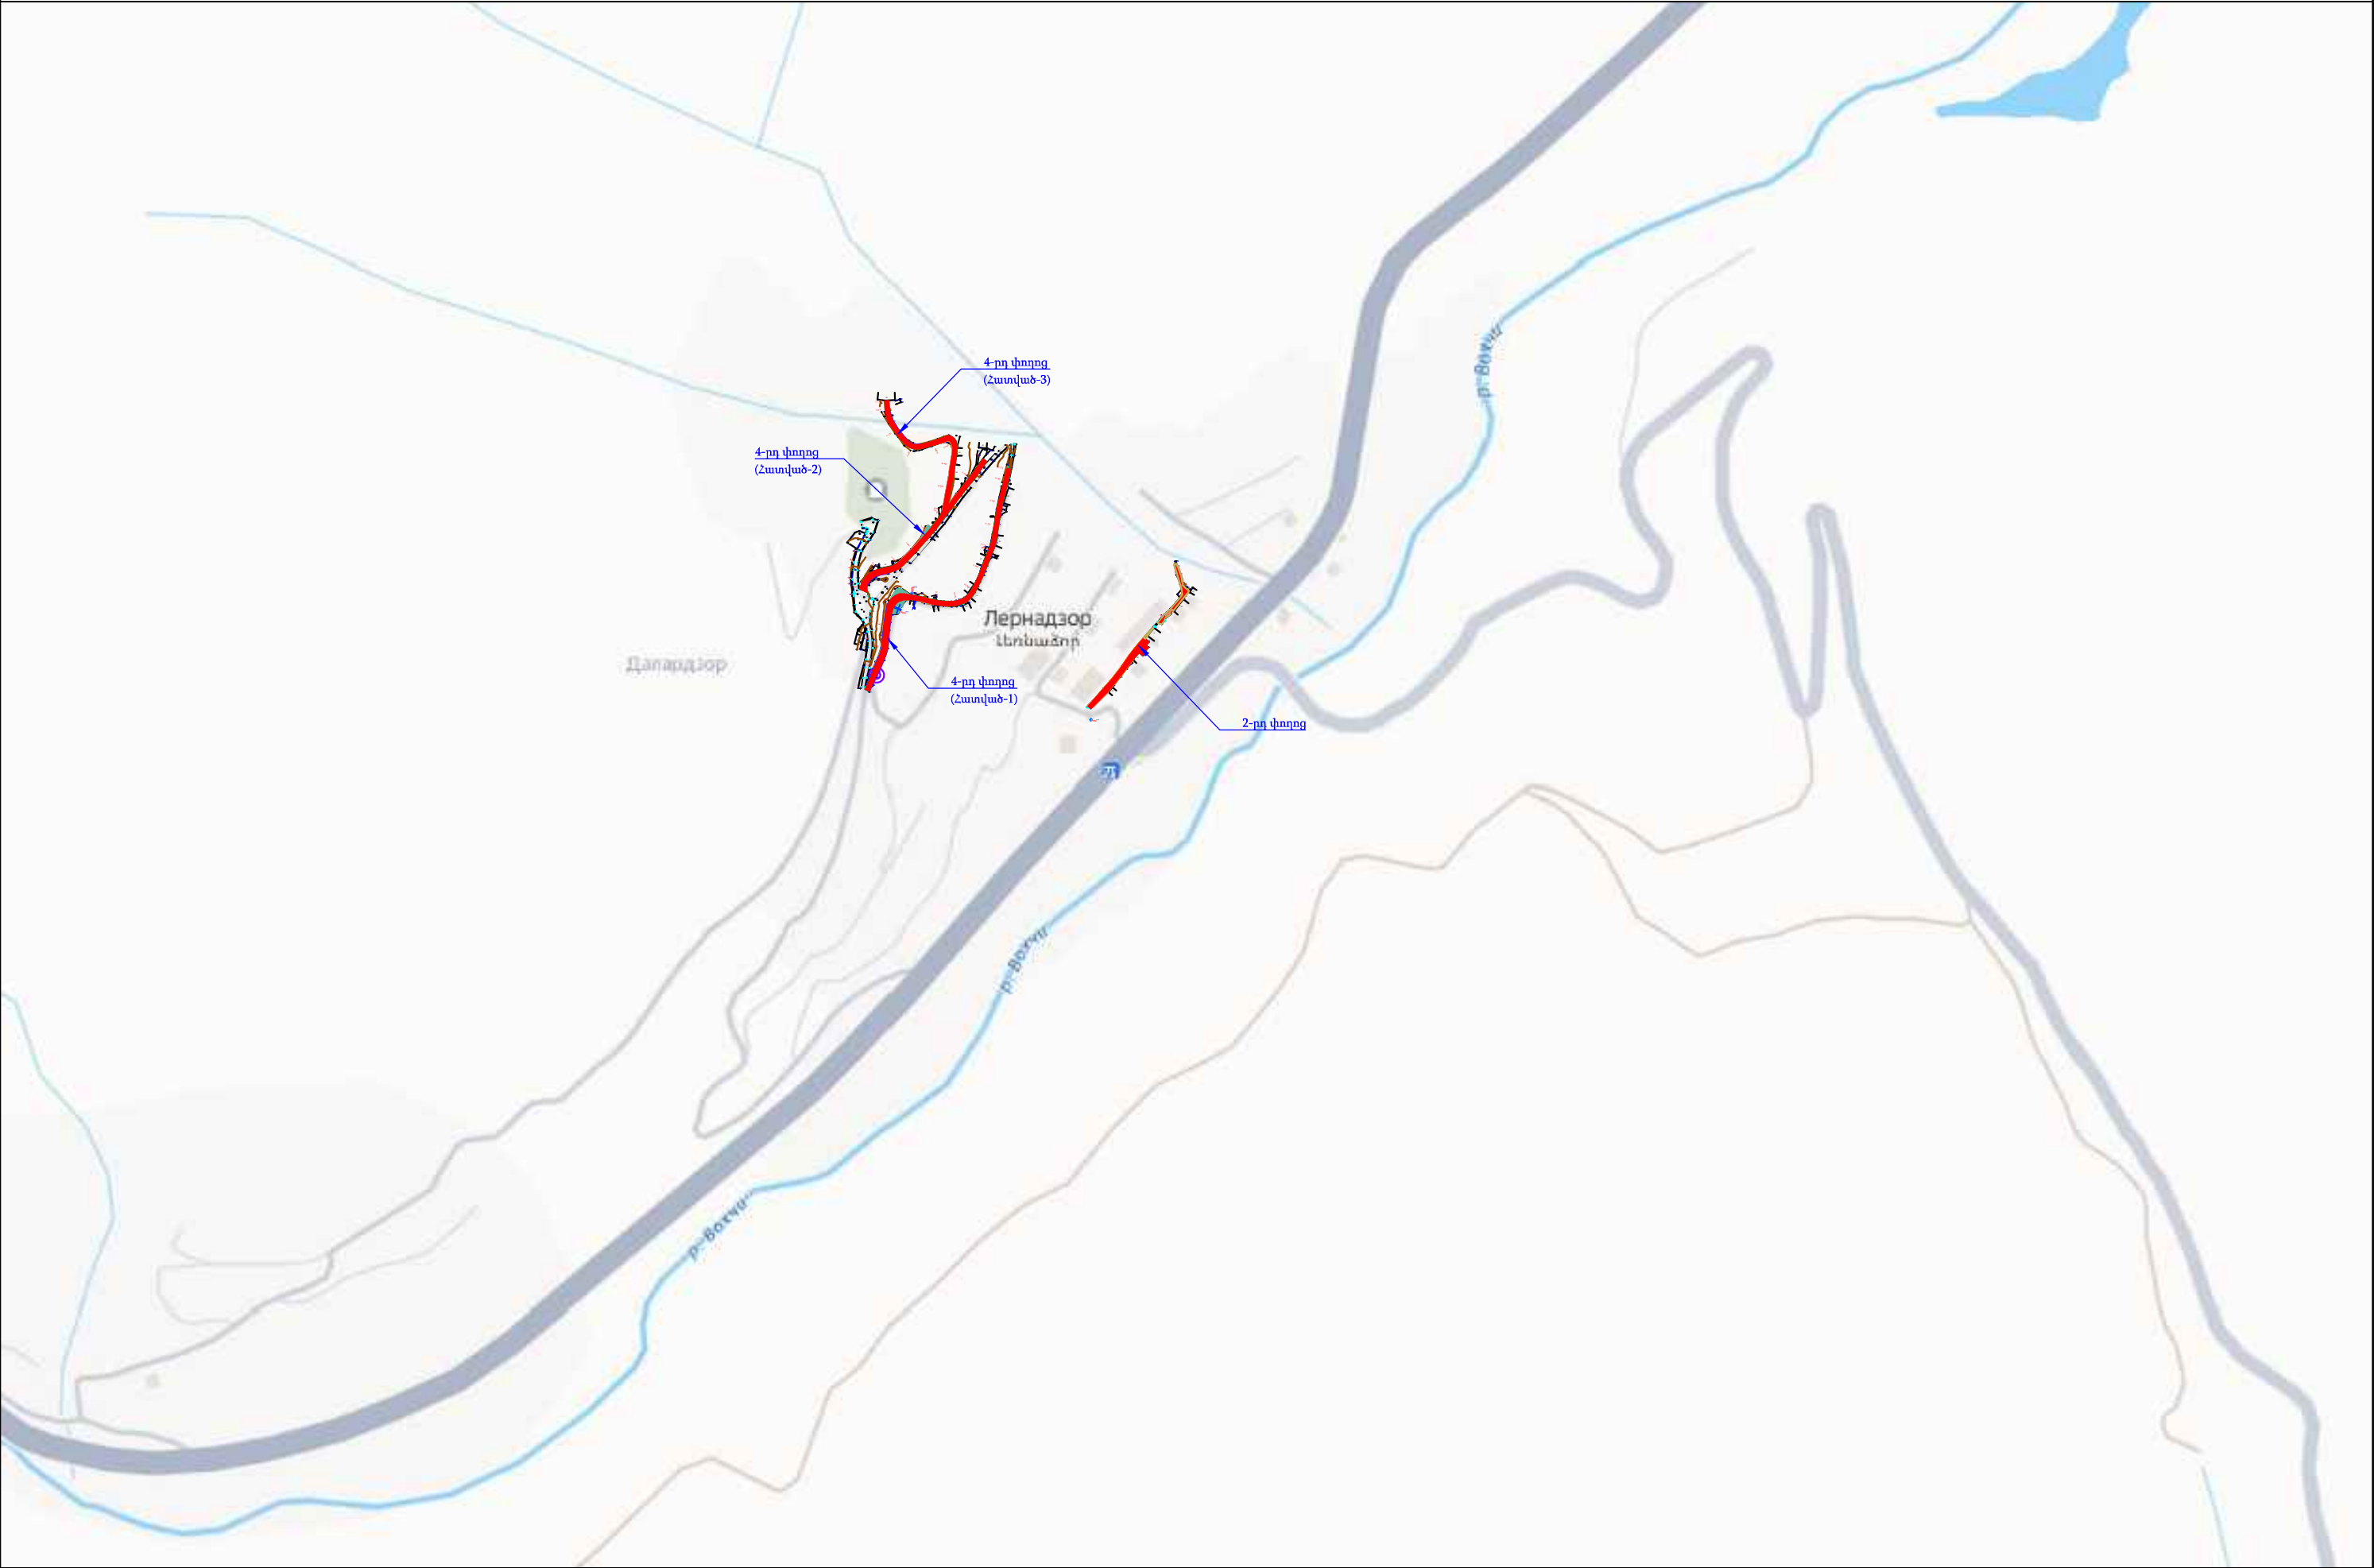 4-րդ փողոց
(Հատված-3)
р. Вохчи
4-րդ փողոց
(Հատված-2)
Лернадзор
Լեռնաձոր
Далардзор
4-րդ փողոց
(Հատված-1)
2-րդ փողոց
р. Вохчи
р. Вохчи